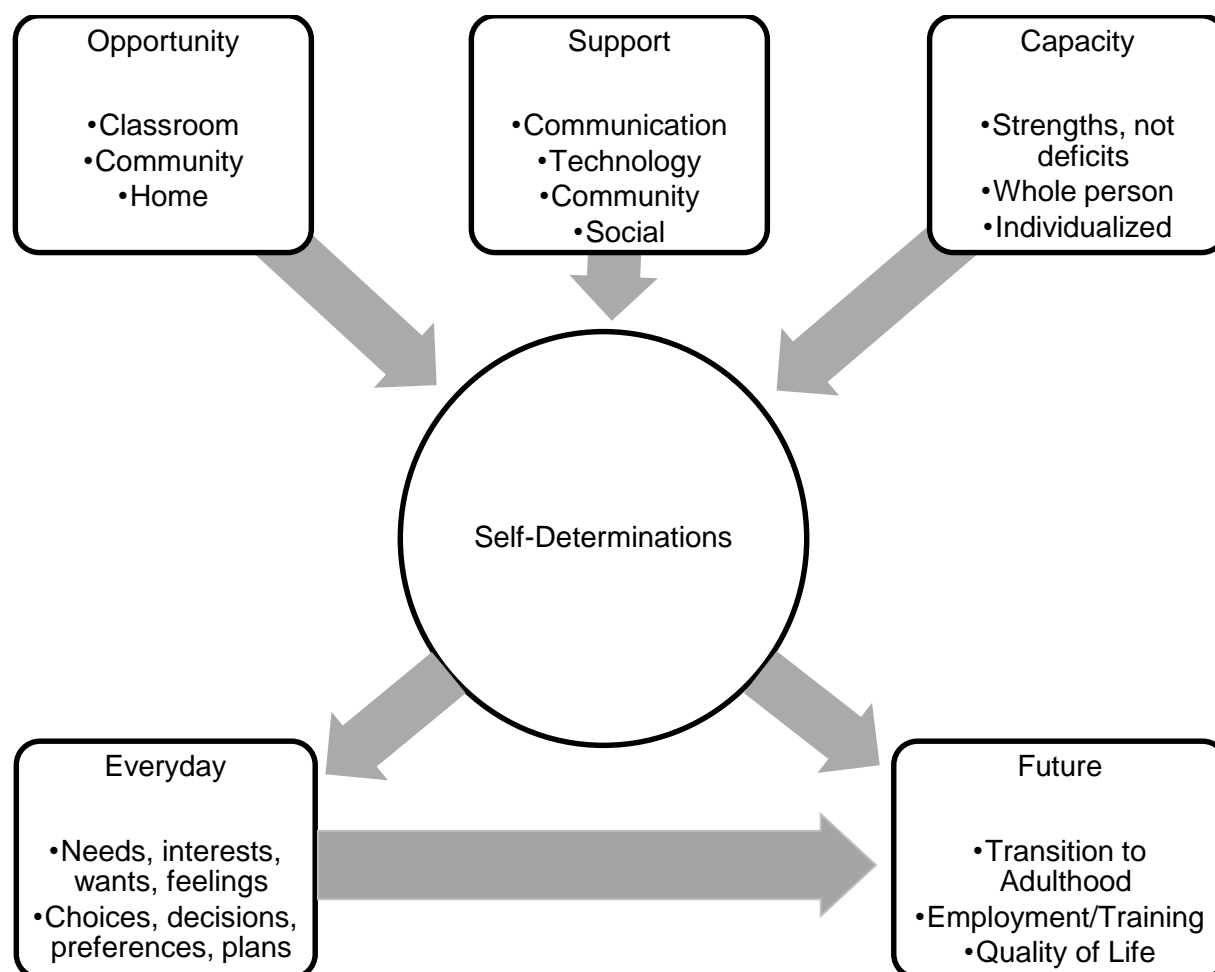 Opportunity
•Classroom
•Community
•Home
Support
•Communication
•Technology
•Community
•Social
Capacity
•Strengths, not
deficits
•Whole person
•Individualized
Self-Determinations
Everyday
•Needs, interests,
wants, feelings
•Choices, decisions,
preferences, plans
Future
•Transition to
Adulthood
•Employment/Training
•Quality of Life